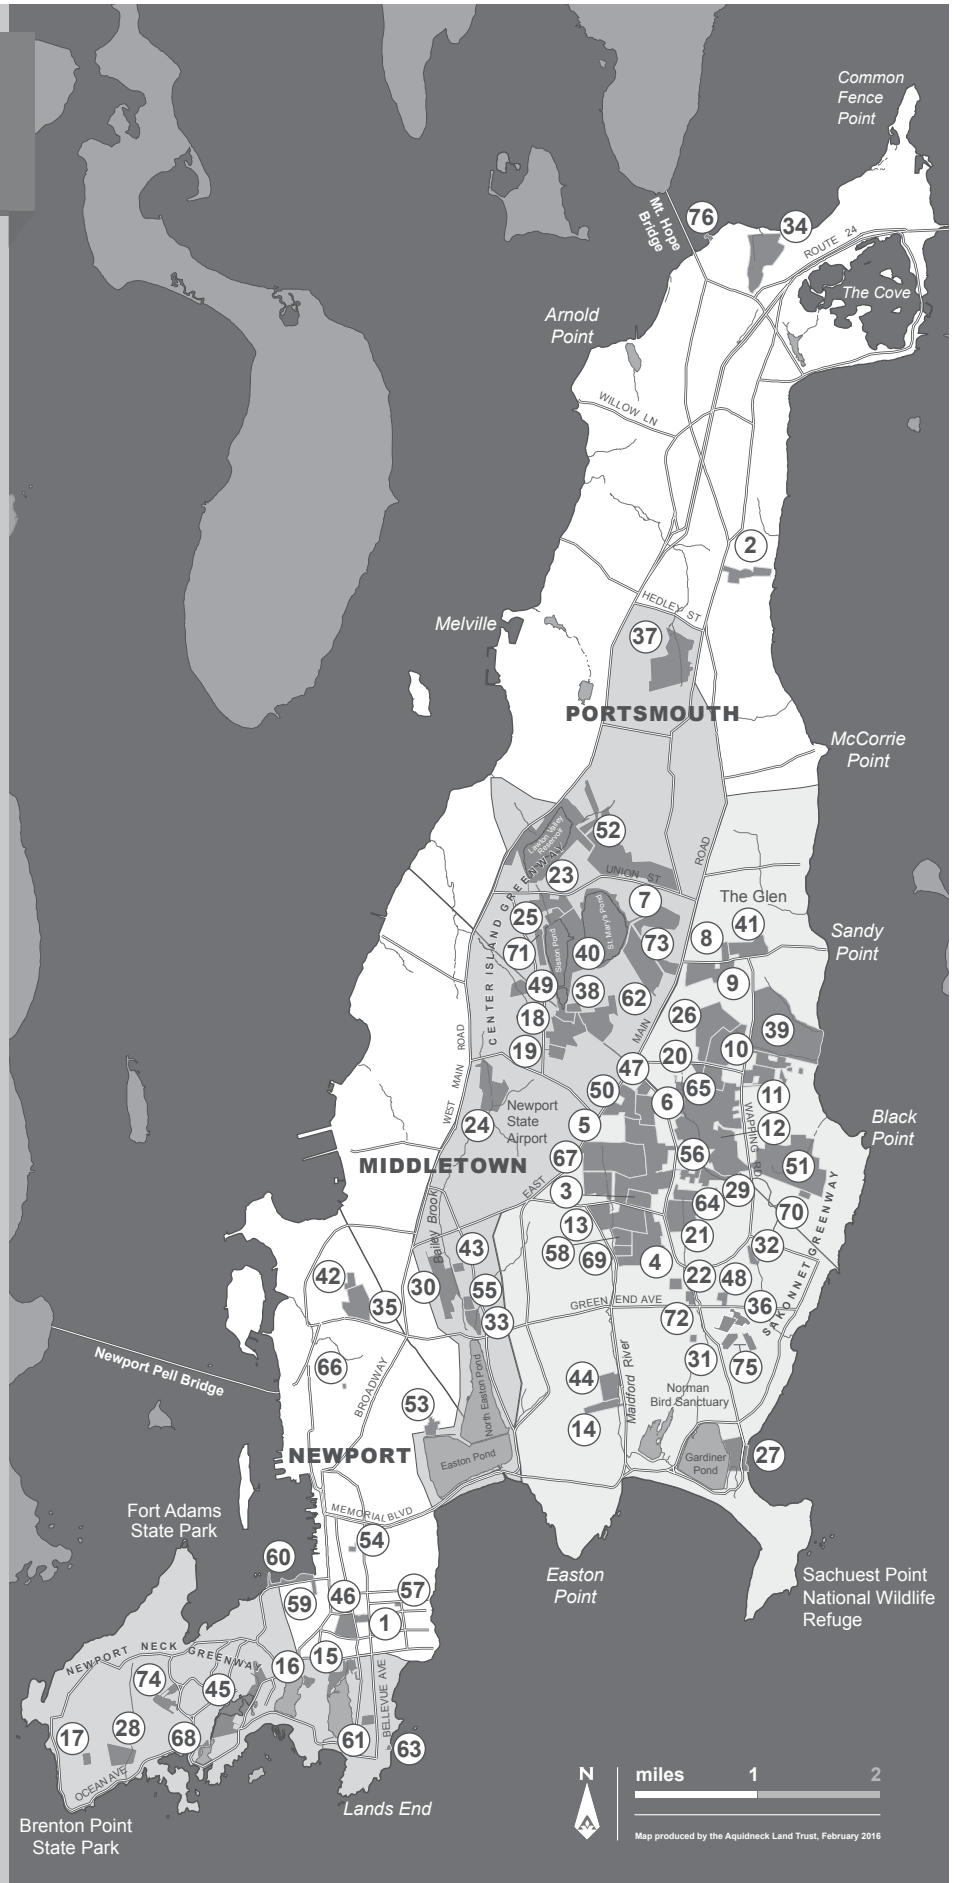 Common
Fence
Point
76
34
Mt. Hope
Bridge
ROUTE 24
The Cove
Arnold
Point
WILLOW LN
2
HEDLEY ST
Melville
37
PORTSMOUTH
McCorrie
Point
Lawton Valley
Reservoir
52
ROAD
CENTER ISLAND GREENWAY
23
UNION ST
7
The Glen
25
St. Mary's Pond
41
8
Sandy
Point
71
Sisson Pond
40
73
49
38
9
62
18
26
39
MAIN
19
WEST MAIN ROAD
20
10
47
50
65
11
6
Newport
State
Airport
24
5
WAPPING RD
12
Black
Point
MIDDLETOWN
67
56
51
EAST
3
29
64
70
Bailey Brook
13
21
32
43
58
69
4
SAKONNET GREENWAY
42
30
55
22
48
35
GREEN END AVE
36
33
72
Newport Pell Bridge
66
BROADWAY
31
75
Maidford River
44
Norman
Bird Sanctuary
North Easton Pond
53
14
NEWPORT
Easton Pond
Gardiner
Pond
27
Fort Adams
State Park
MEMORIAL BLVD
54
60
Easton
Point
Sachuest Point
National Wildlife
Refuge
59
46
57
1
NEWPORT NECK GREENWAY
15
16
74
45
BELLEVUE AVE
17
28
68
61
63
OCEAN AVE
Lands End
Brenton Point
State Park
N
miles 1 2
Map produced by the Aquidneck Land Trust, February 2016